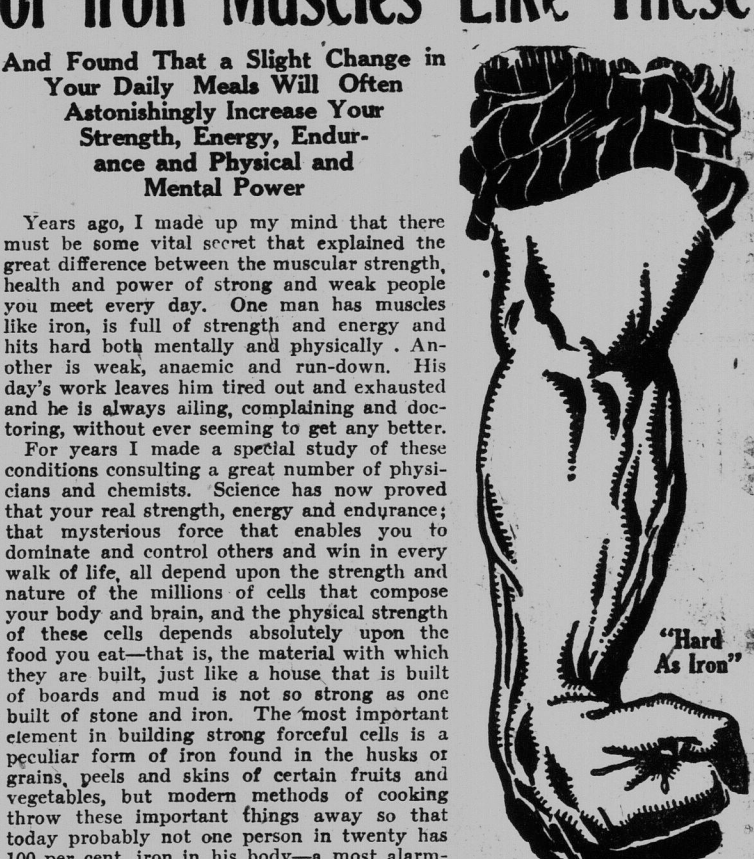 of Iron Muscles Like These
And Found That a Slight Change in
Your Daily Meals Will Often
Astonishingly Increase Your
Strength, Energy, Endur-
ance and Physical and
Mental Power
Years ago, I made up my mind that there
must be some vital secret that explained the
great difference between the muscular strength,
health and power of strong and weak people
you meet every day. One man has muscles
like iron, is full of strength and energy and
hits hard both mentally and physically . An-
other is weak, anaemic and run-down. His
day's work leaves him tired out and exhausted
and he is always ailing, complaining and doc-
toring, without ever seeming to get any better.
For years I made a special study of these
conditions consulting a great number of physi-
cians and chemists. Science has now proved
that your real strength, energy and endurance;
that mysterious force that enables you to
dominate and control others and win in every
walk of life, all depend upon the strength and
nature of the millions of cells that compose
your body and brain, and the physical strength
of these cells depends absolutely upon the
food you eat—that is, the material with which
they are built, just like a house that is built
of boards and mud is not so strong as one
built of stone and iron. The most important
element in building strong forceful cells is a
peculiar form of iron found in the husks or
grains, peels and skins of certain fruits and
vegetables, but modern methods of cooking
throw these important things away so that
today probably not one person in twenty has
100 per cent. iron in his body—a most alarm-
"Hard
As Iron"